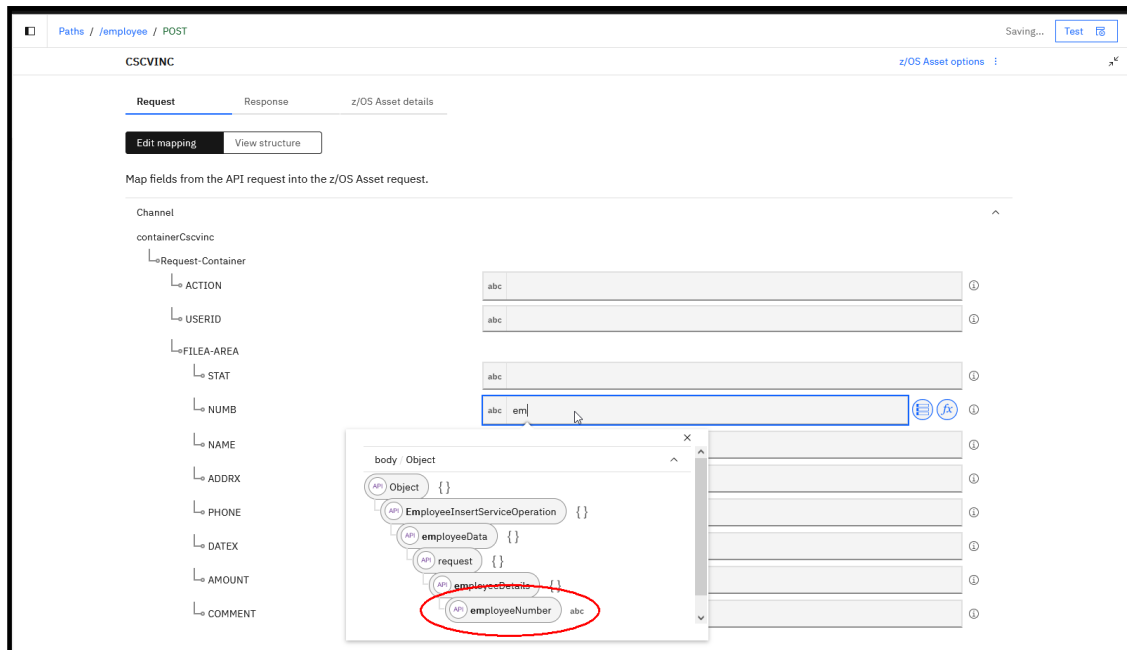 Paths / /employee / POST
Saving...
Test
CSCVINC
z/OS Asset options
Request Response z/OS Asset details
Edit mapping View structure
Map fields from the API request into the z/OS Asset request.
Channel
containerCscvinc
Request-Container
ACTION abc
USERID abc
FILEA-AREA
STAT abc
NUMB abc em fx
NAME
ADDRX
PHONE
DATEX
AMOUNT
COMMENT
body / Object
API Object { }
API EmployeeInsertServiceOperation { }
API employeeData { }
API request { }
API employeeDetails { }
API employeeNumber abc